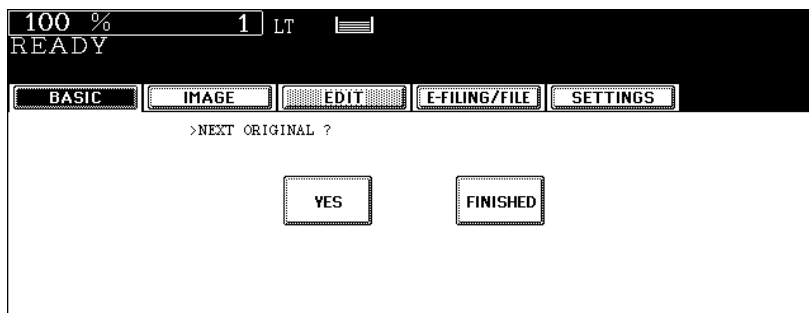 100 % 1 LT
READY
BASIC IMAGE EDIT E-FILING/FILE SETTINGS
>NEXT ORIGINAL ?
YES FINISHED